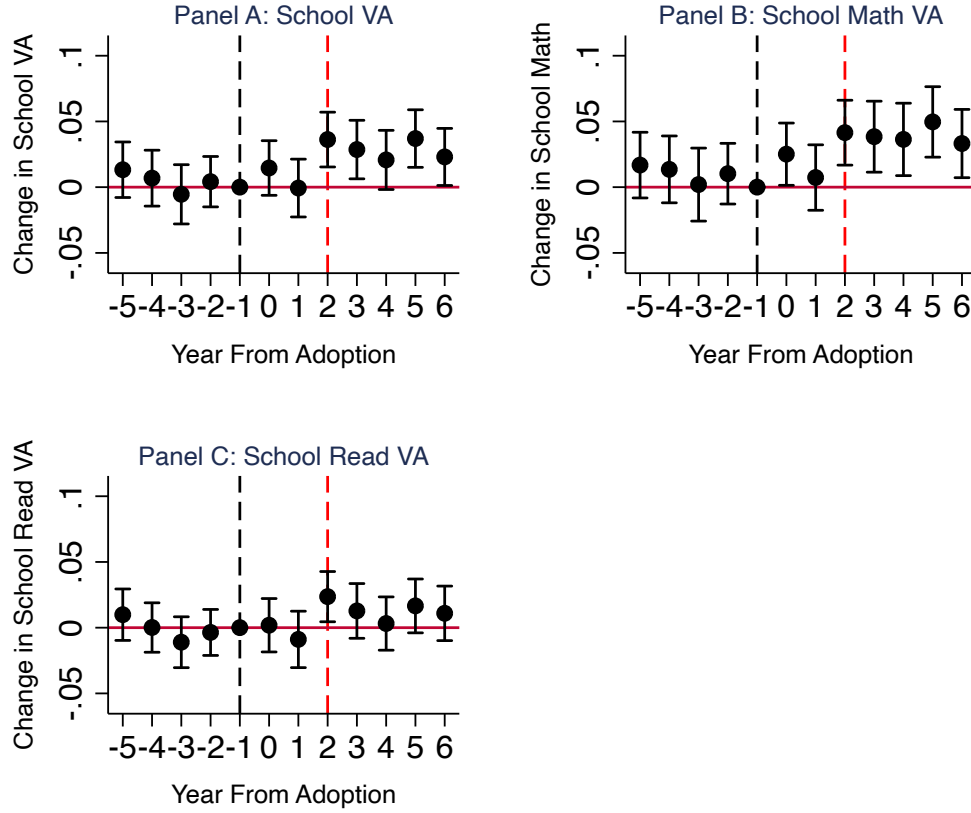 Panel A: School VA
Change in School VA
.1
.05
0
-.05
-5 -4 -3 -2 -1 0 1 2 3 4 5 6
Year From Adoption
Panel B: School Math VA
Change in School Math
.1
.05
0
-.05
-5 -4 -3 -2 -1 0 1 2 3 4 5 6
Year From Adoption
Panel C: School Read VA
Change in School Read VA
.1
.05
0
-.05
-5 -4 -3 -2 -1 0 1 2 3 4 5 6
Year From Adoption